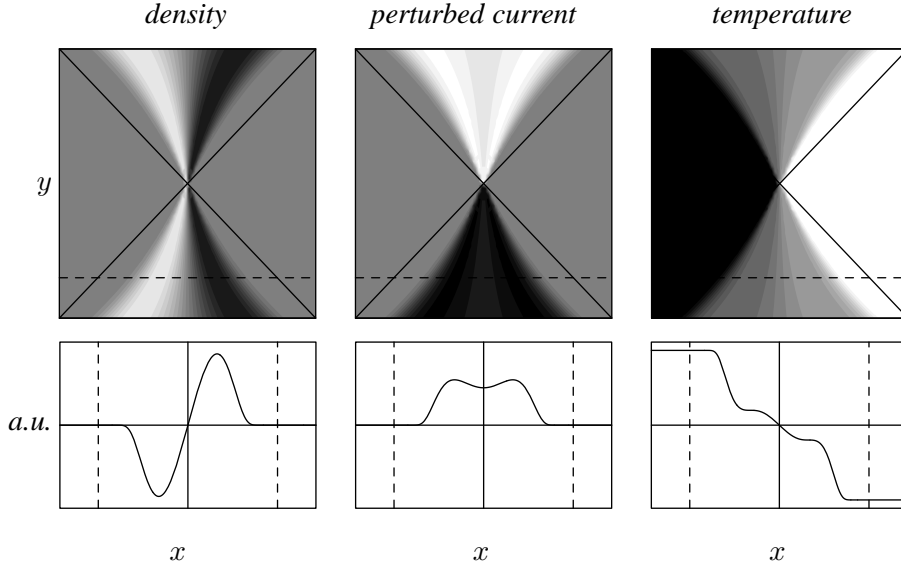 density perturbed current temperature
y
a.u.
x x x